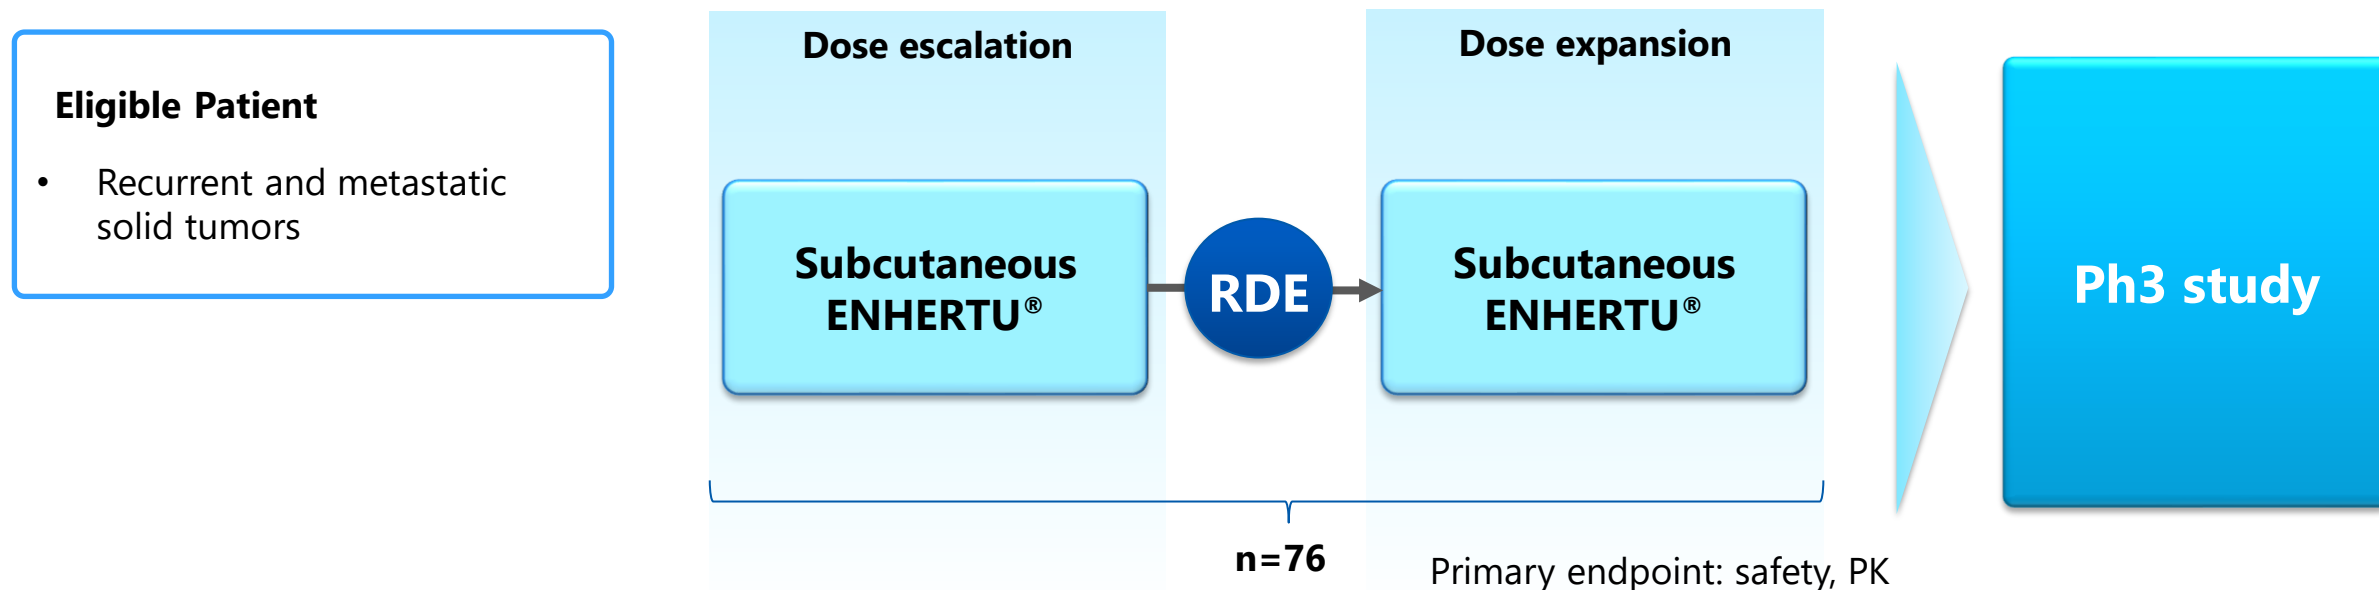 Eligible Patient
• Recurrent and metastatic
solid tumors
Dose escalation
Subcutaneous
ENHERTU®
RDE
Dose expansion
Subcutaneous
ENHERTU®
n=76
Primary endpoint: safety, PK
Ph3 study